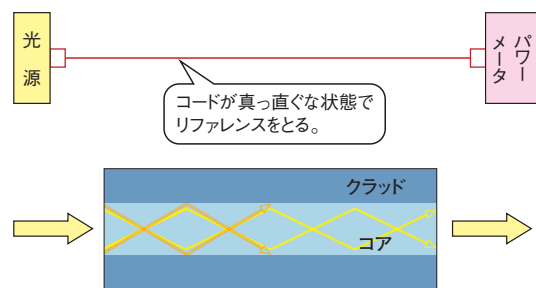 光源
パワー
メータ
コードが真っ直ぐな状態で
リファレンスをとる。
クラッド
コア